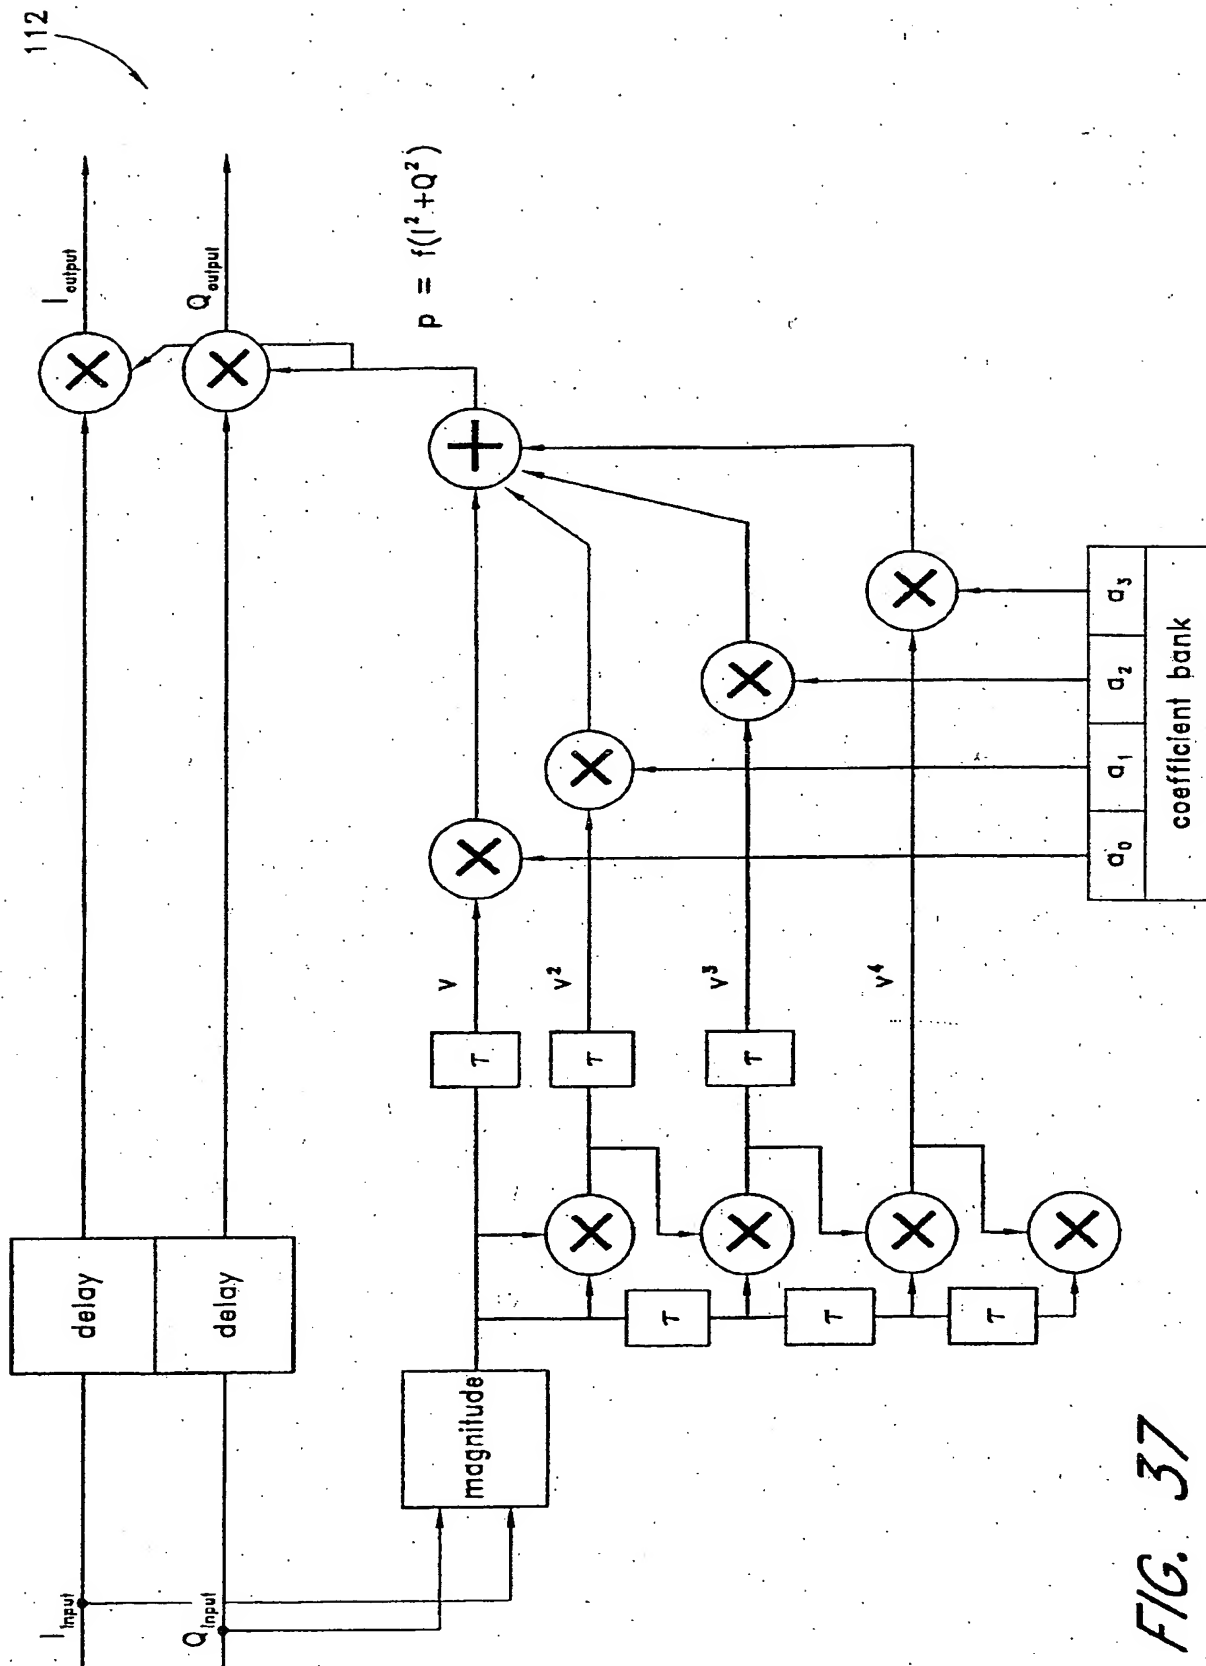 112
I_input
Q_input
delay
delay
I_output
Q_output
magnitude
p = f(I²+Q²)
τ
τ
τ
τ
τ
τ
v
v²
v³
v⁴
a₀
a₁
a₂
a₃
coefficient bank
FIG. 37